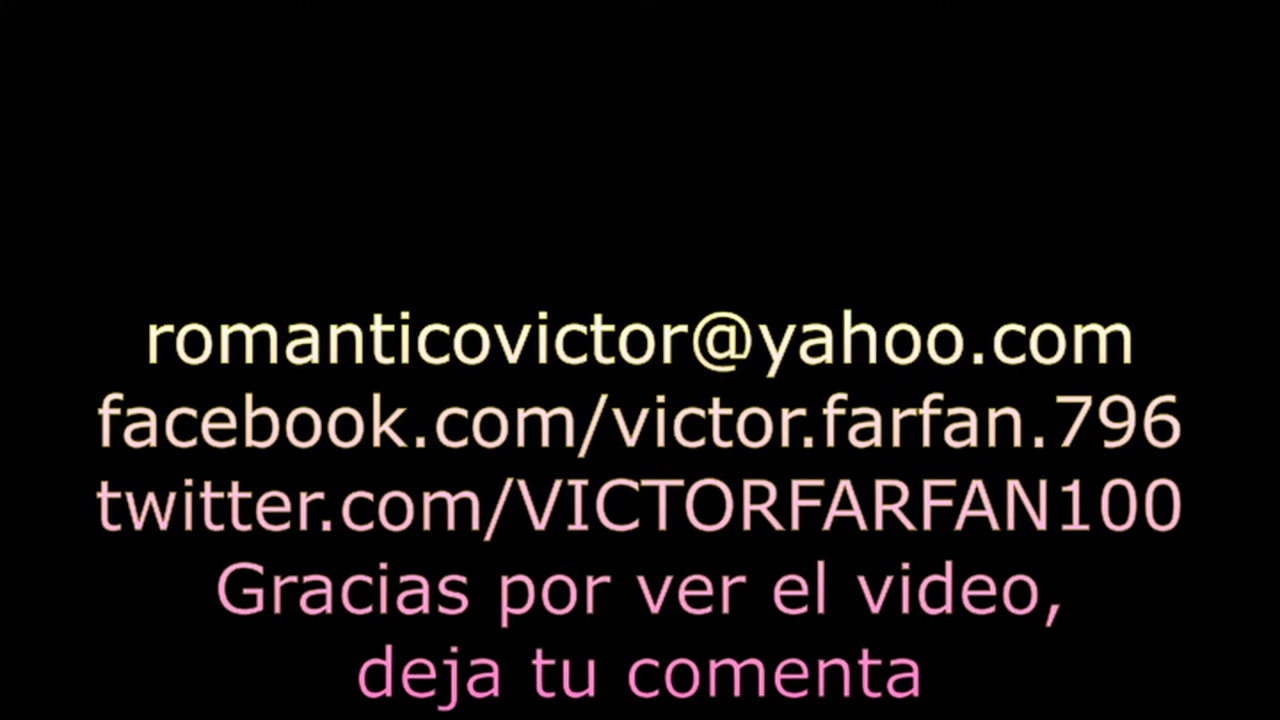 romanticovictor@yahoo.com
facebook.com/victor.farfan.796
twitter.com/VICTORFARFAN100
Gracias por ver el video,
deja tu comenta